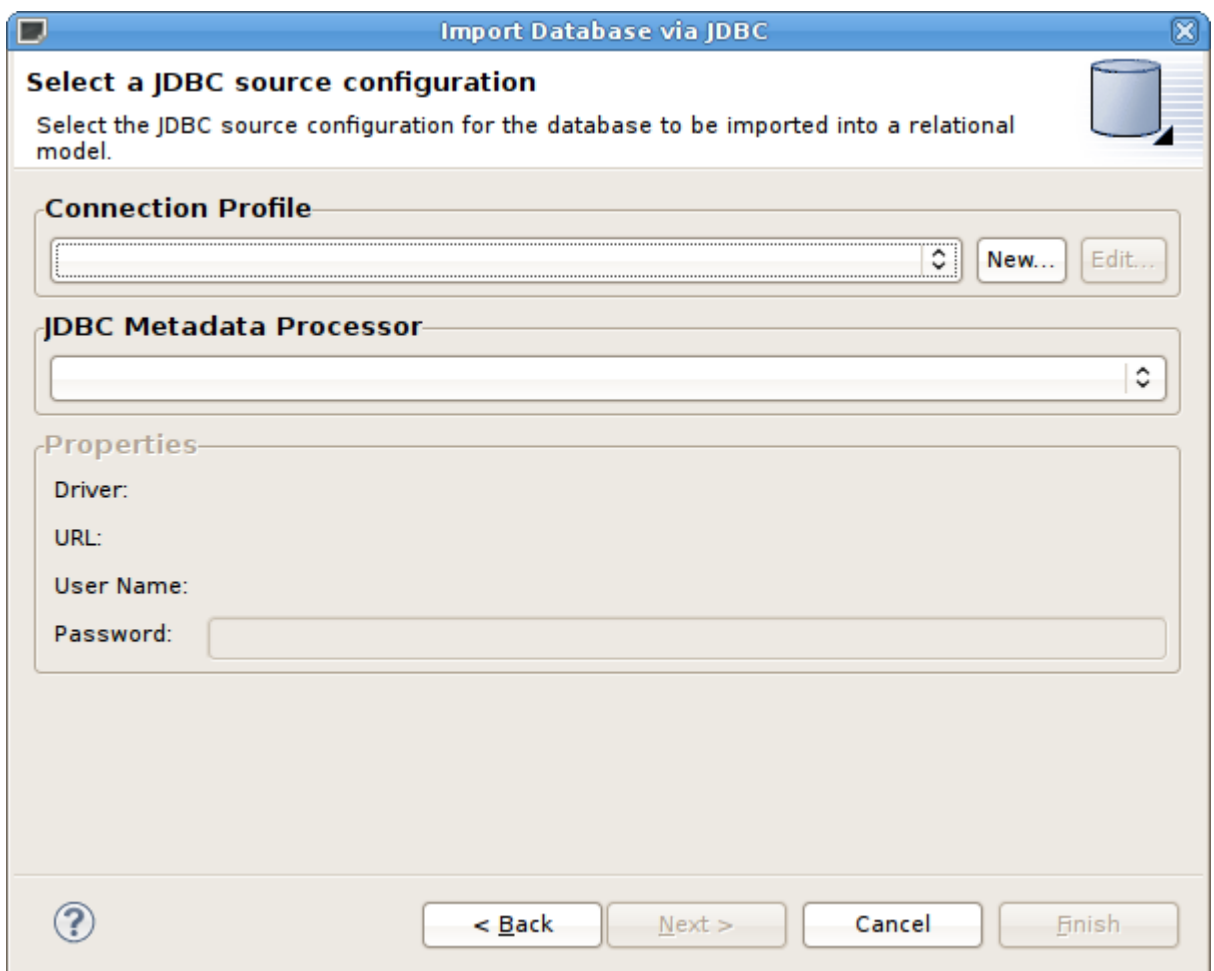 Import Database via JDBC
Select a JDBC source configuration
Select the JDBC source configuration for the database to be imported into a relational
model.
Connection Profile
New...
Edit...
JDBC Metadata Processor
Properties
Driver:
URL:
User Name:
Password:
?
< Back
Next >
Cancel
Finish